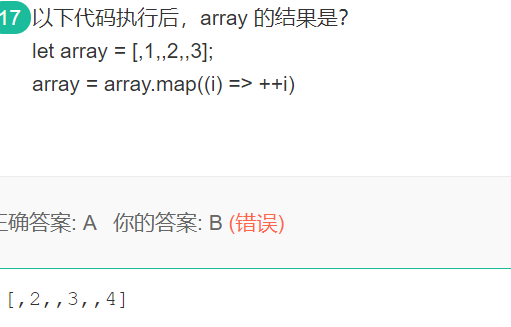 17 以下代码执行后，array 的结果是？
let array = [,1,,2,,3];
array = array.map((i) => ++i)
正确答案: A 你的答案: B (错误)
[,2,,3,,4]